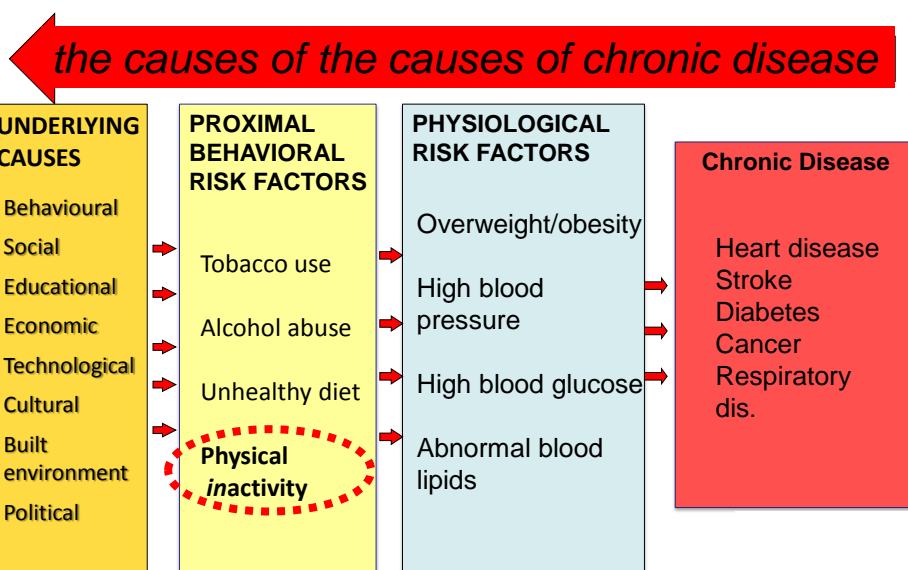 the causes of the causes of chronic disease
UNDERLYING
CAUSES
Behavioural
Social
Educational
Economic
Technological
Cultural
Built
environment
Political
PROXIMAL
BEHAVIORAL
RISK FACTORS
Tobacco use
Alcohol abuse
Unhealthy diet
Physical
inactivity
PHYSIOLOGICAL
RISK FACTORS
Overweight/obesity
High blood
pressure
High blood glucose
Abnormal blood
lipids
Chronic Disease
Heart disease
Stroke
Diabetes
Cancer
Respiratory
dis.